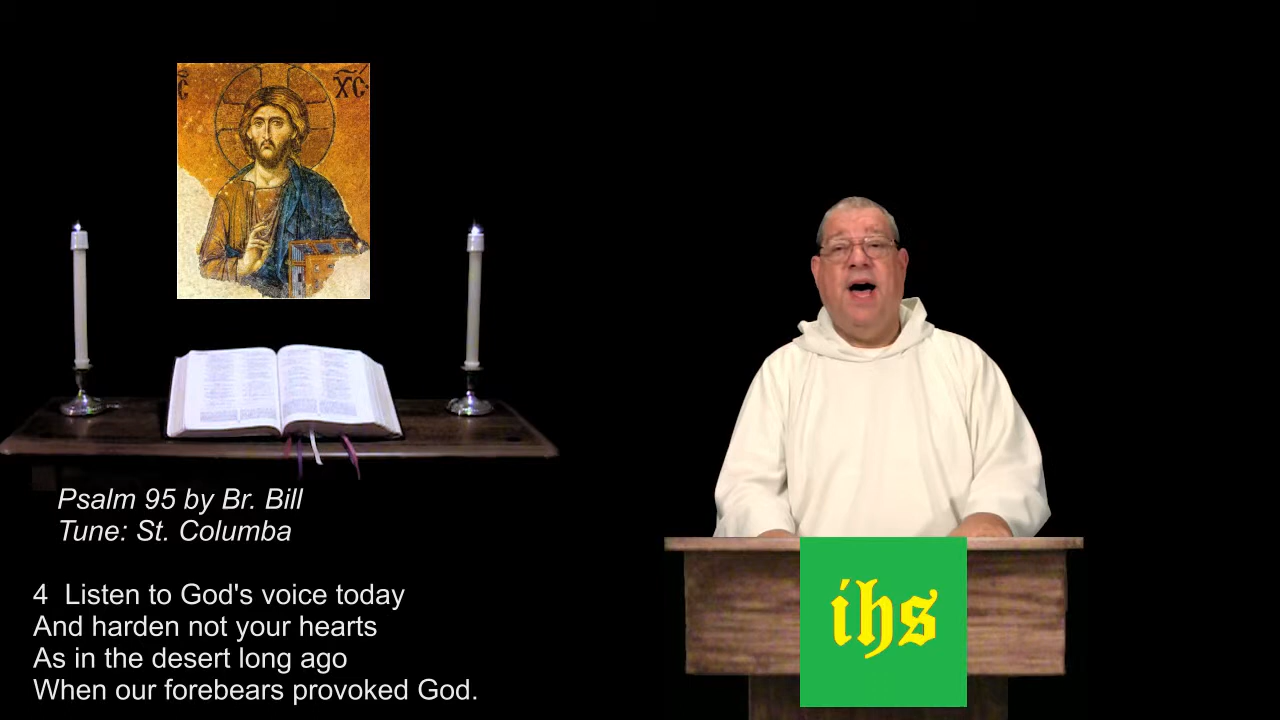 C XC
Psalm 95 by Br. Bill
Tune: St. Columba
4 Listen to God's voice today
And harden not your hearts
As in the desert long ago
When our forebears provoked God.
ihs